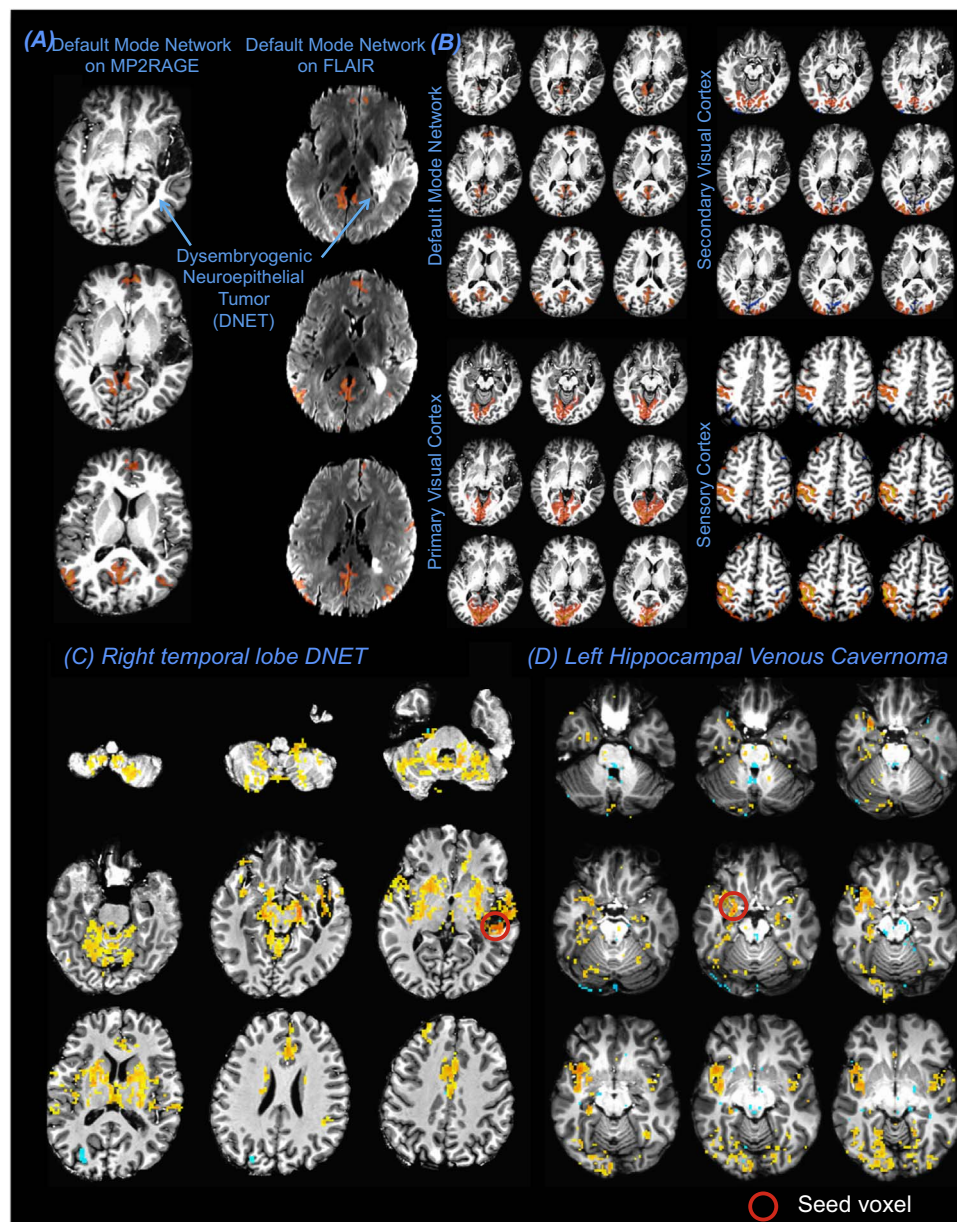 (A)
Default Mode Network
on MP2RAGE
Default Mode Network
on FLAIR
Dysembryogenic
Neuroepithelial
Tumor
(DNET)
(B)
Default Mode Network
Secondary Visual Cortex
Primary Visual Cortex
Sensory Cortex
(C) Right temporal lobe DNET
(D) Left Hippocampal Venous Cavernoma
Seed voxel